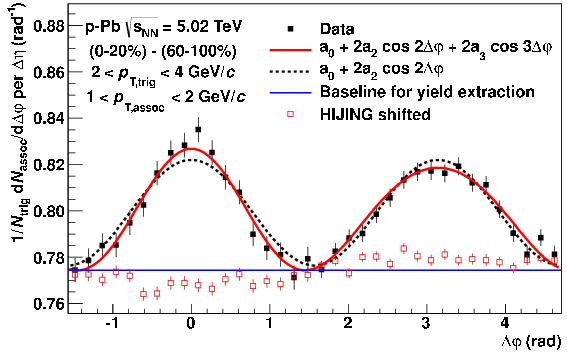 p-Pb √sNN = 5.02 TeV
(0-20%) - (60-100%)
2 < pT,trig < 4 GeV/c
1 < pT,assoc < 2 GeV/c
Data
a0 + 2a2 cos 2Δφ + 2a3 cos 3Δφ
a0 + 2a2 cos 2Δφ
Baseline for yield extraction
HIJING shifted
1/Ntrig dNassoc/dΔφ per Δη (rad⁻¹)
0.88
0.86
0.84
0.82
0.80
0.78
0.76
-1 0 1 2 3 4
Δφ (rad)